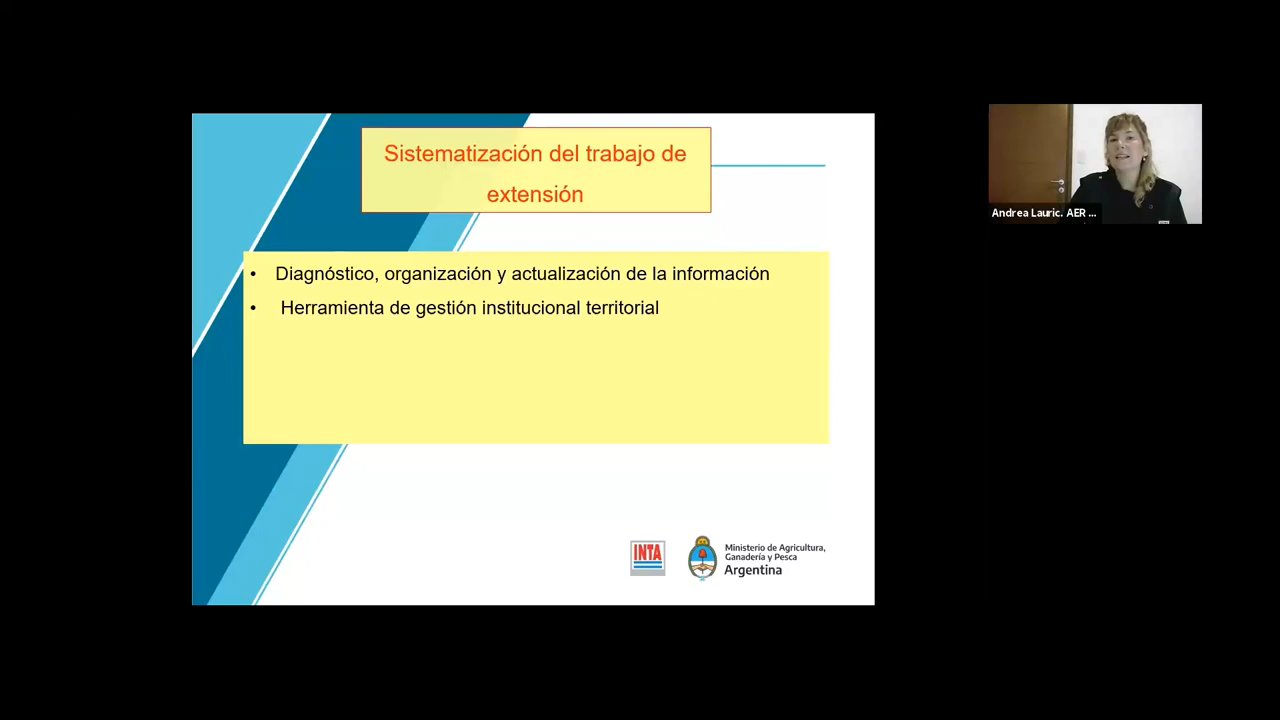 Sistematización del trabajo de
extensión
• Diagnóstico, organización y actualización de la información
• Herramienta de gestión institucional territorial
Andrea Lauric. AER ...
INTA
Ministerio de Agricultura,
Ganadería y Pesca
Argentina